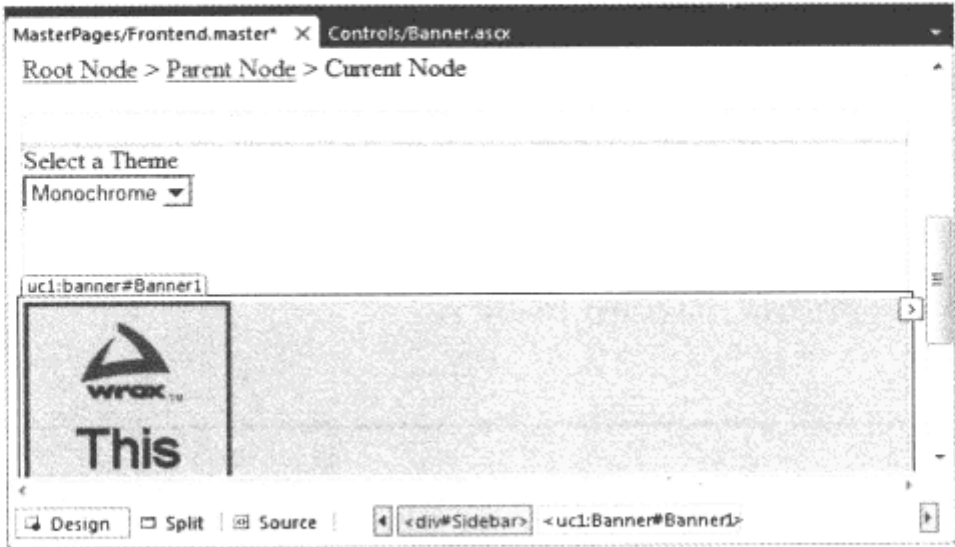 MasterPages/Frontend.master* × Controls/Banner.ascx
Root Node > Parent Node > Current Node
Select a Theme
Monochrome
uc1:banner#Banner1
wrox™
This
Design Split Source <div#Sidebar> <uc1:Banner#Banner1>